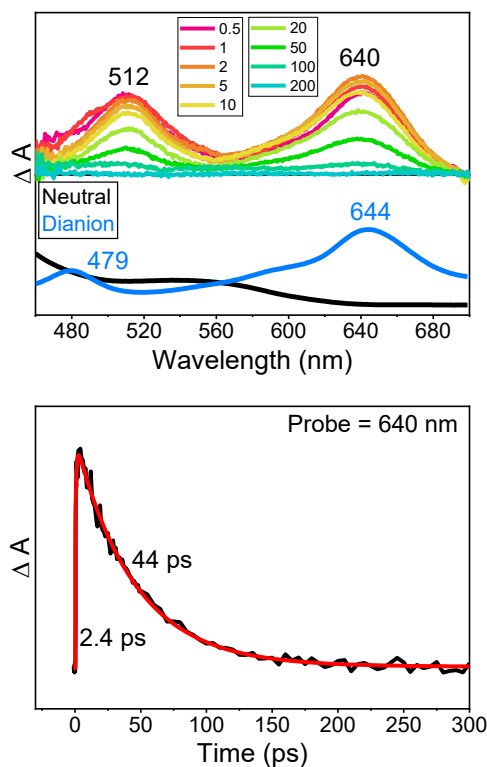 512
640
0.5
1
2
5
10
20
50
100
200
Δ A
Neutral
Dianion
479
644
480 520 560 600 640 680
Wavelength (nm)
Probe = 640 nm
Δ A
44 ps
2.4 ps
0 50 100 150 200 250 300
Time (ps)